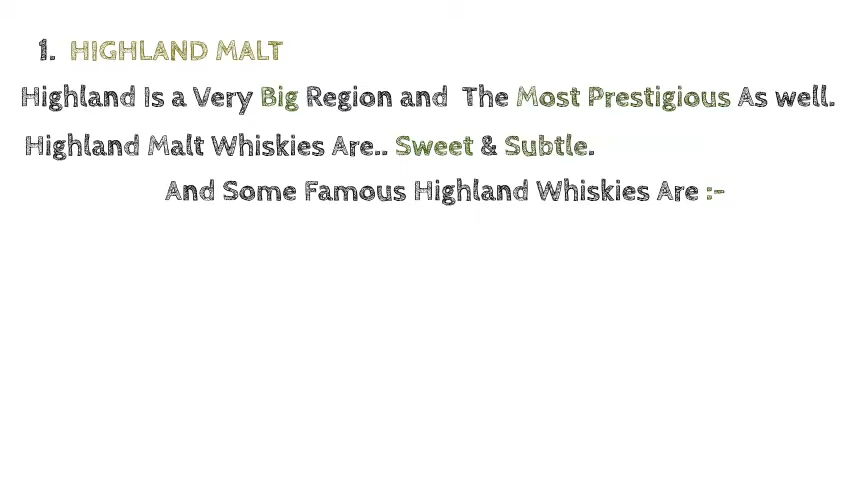 1. HIGHLAND MALT
Highland Is a Very Big Region and The Most Prestigious As well.
Highland Malt Whiskies Are.. Sweet & Subtle.
And Some Famous Highland Whiskies Are :-